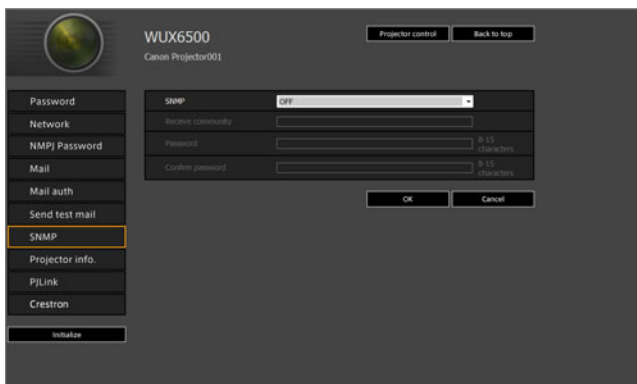 WUX6500
Canon Projector001
Projector control
Back to top
Password
Network
NMPJ Password
Mail
Mail auth
Send test mail
SNMP
Projector info.
PJLink
Crestron
Initialize
SNMP OFF
Receive community
Password 8-15 characters
Confirm password 8-15 characters
OK
Cancel